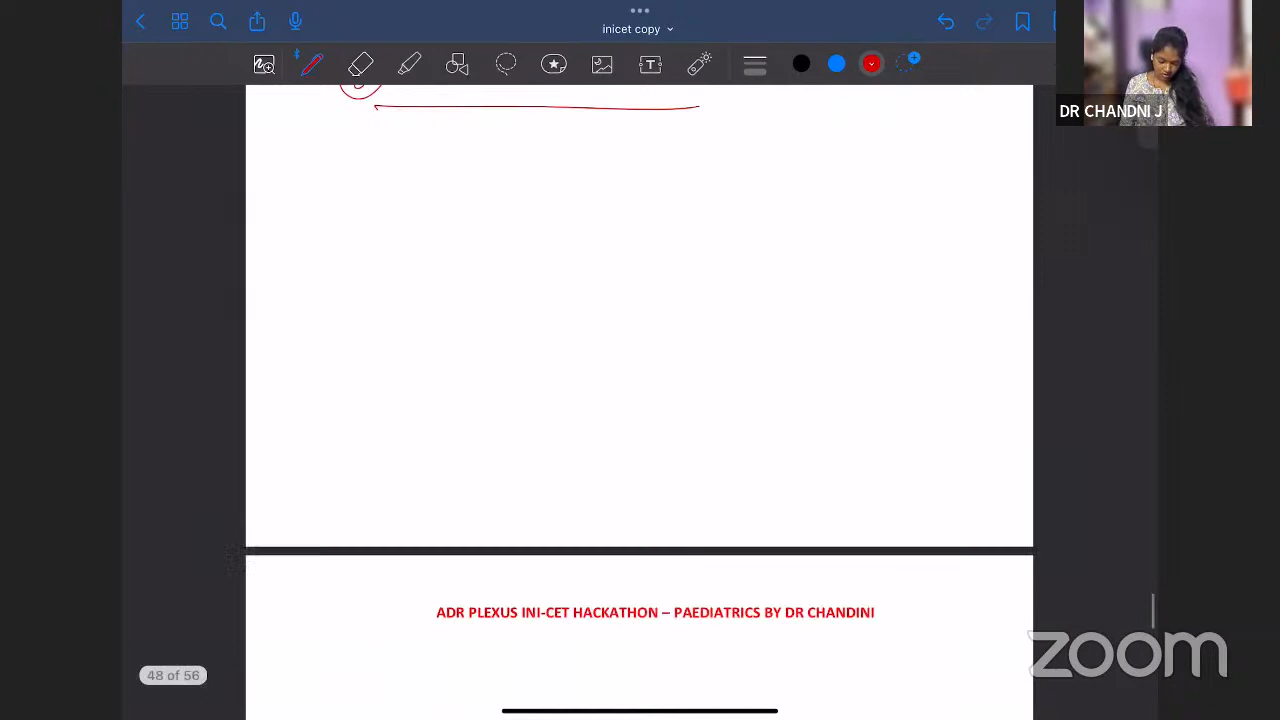 inicet copy
T
DR CHANDNI J
ADR PLEXUS INI-CET HACKATHON – PAEDIATRICS BY DR CHANDINI
48 of 56
zoom